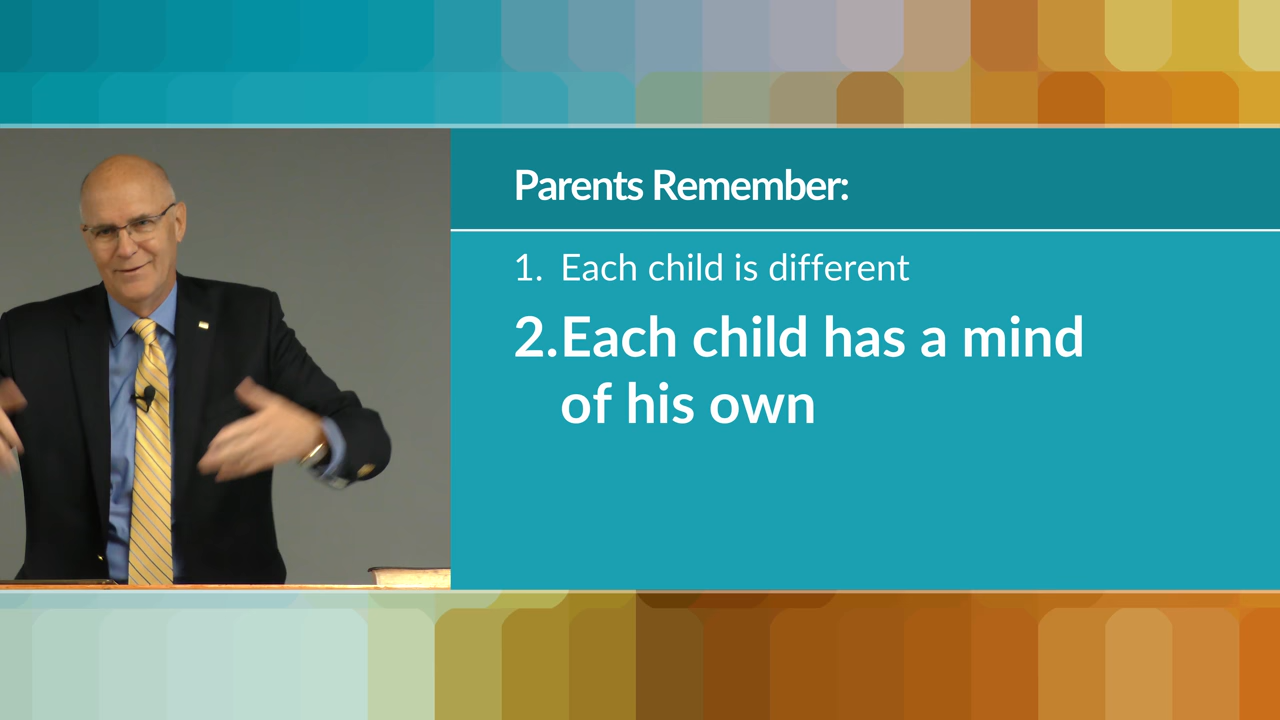 Parents Remember:
1. Each child is different
2. Each child has a mind
of his own